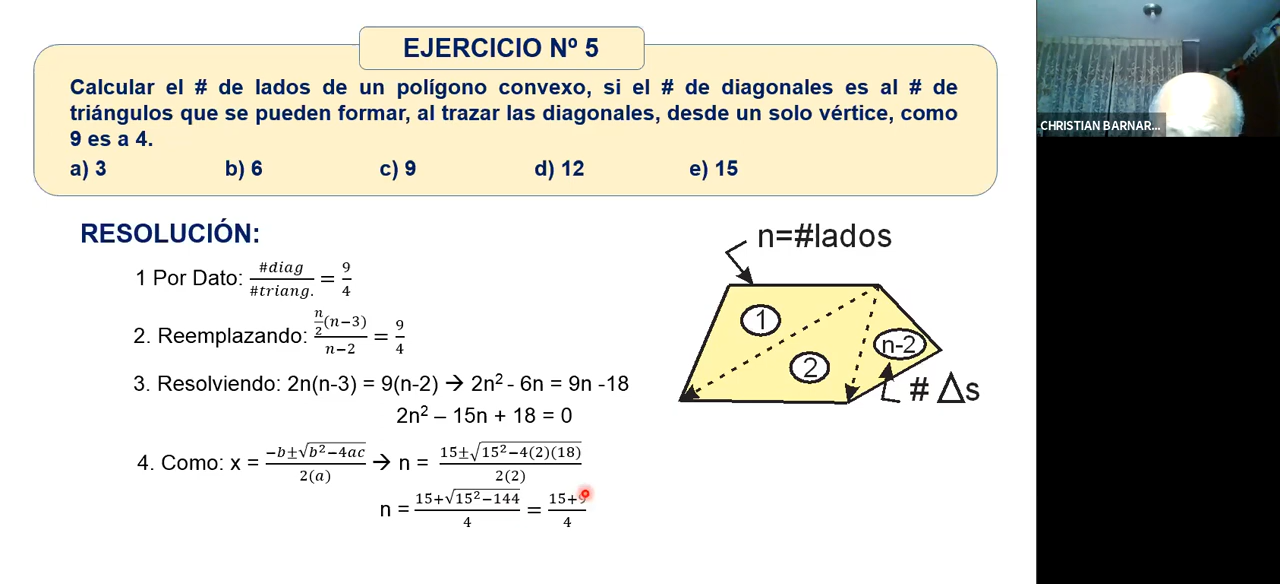 EJERCICIO Nº 5
Calcular el # de lados de un polígono convexo, si el # de diagonales es al # de
triángulos que se pueden formar, al trazar las diagonales, desde un solo vértice, como
9 es a 4.
a) 3 b) 6 c) 9 d) 12 e) 15
CHRISTIAN BARNAR...
RESOLUCIÓN:
n=#lados
1 Por Dato: #diag/#triang. = 9/4
2. Reemplazando: n/2(n−3)/n−2 = 9/4
3. Resolviendo: 2n(n-3) = 9(n-2) → 2n² - 6n = 9n -18
2n² – 15n + 18 = 0
4. Como: x = −b±√b²−4ac/2(a) → n = 15±√15²−4(2)(18)/2(2)
n = 15+√15²−144/4 = 15+9/4
1
2
n-2
# Δs